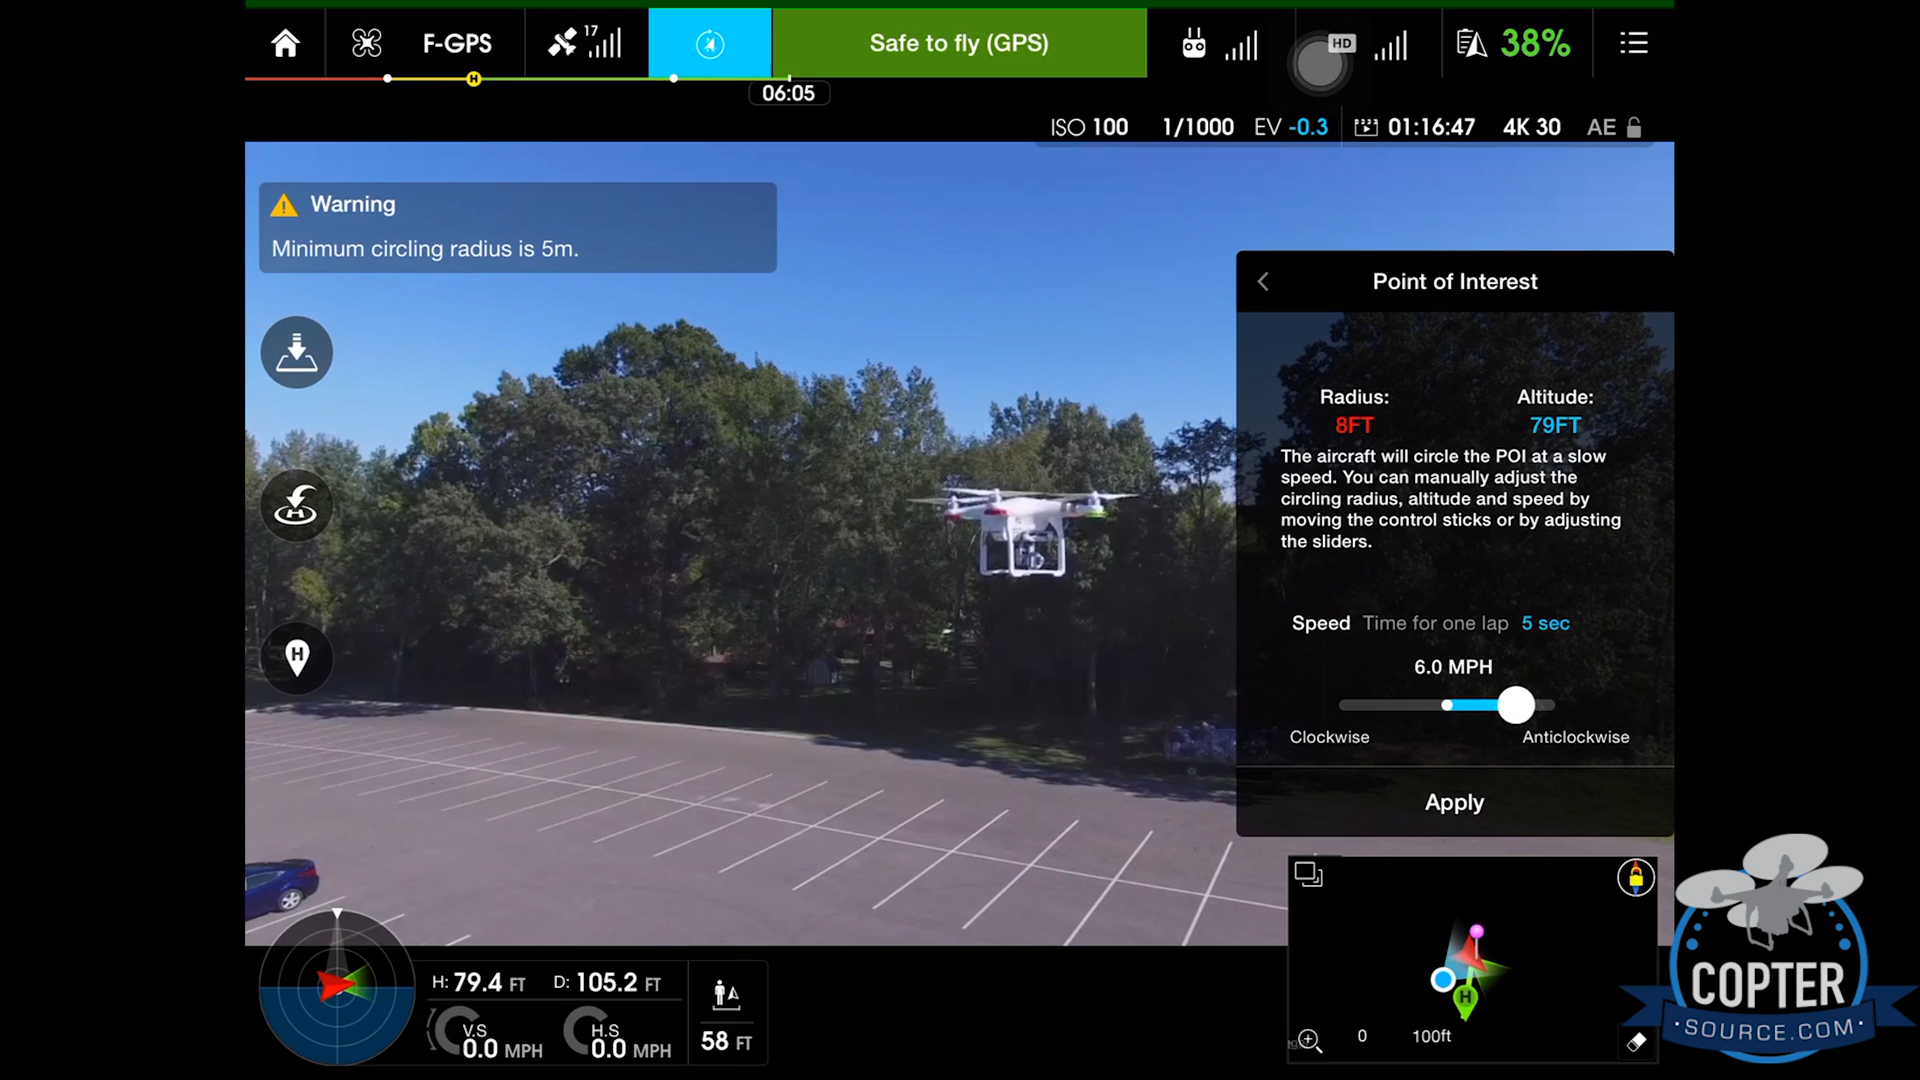 F-GPS
17
Safe to fly (GPS)
HD
38%
H
06:05
ISO 100 1/1000 EV -0.3 01:16:47 4K 30 AE
Warning
Minimum circling radius is 5m.
Point of Interest
Radius: Altitude:
8FT 79FT
The aircraft will circle the POI at a slow
speed. You can manually adjust the
circling radius, altitude and speed by
moving the control sticks or by adjusting
the sliders.
Speed Time for one lap 5 sec
6.0 MPH
Clockwise Anticlockwise
Apply
H
H
H: 79.4 FT D: 105.2 FT
V.S
0.0 MPH
H.S
0.0 MPH
58 FT
H
0 100ft
COPTER
·SOURCE.COM·